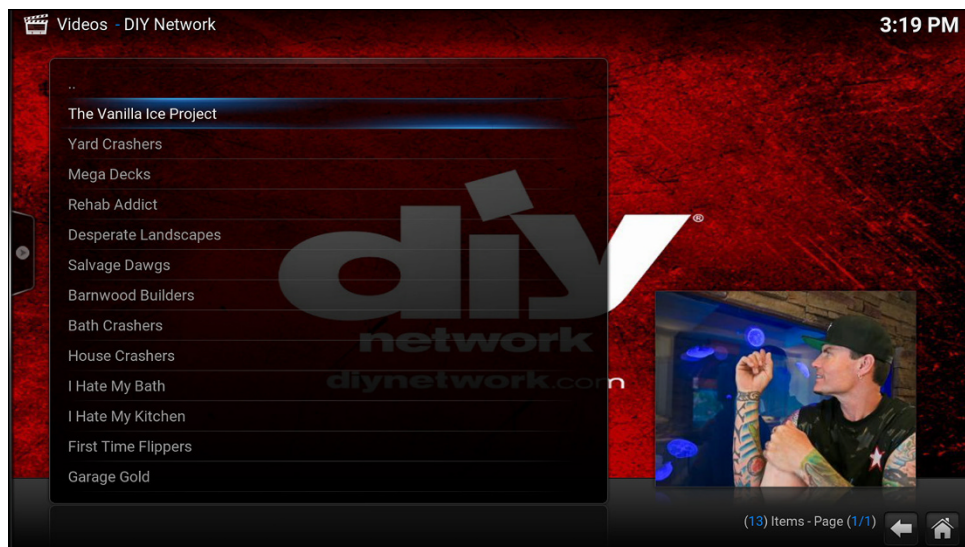 Videos - DIY Network
3:19 PM
..
The Vanilla Ice Project
Yard Crashers
Mega Decks
Rehab Addict
Desperate Landscapes
Salvage Dawgs
Barnwood Builders
Bath Crashers
House Crashers
I Hate My Bath
I Hate My Kitchen
First Time Flippers
Garage Gold
diy®
network
diynetwork.com
(13) Items - Page (1/1)